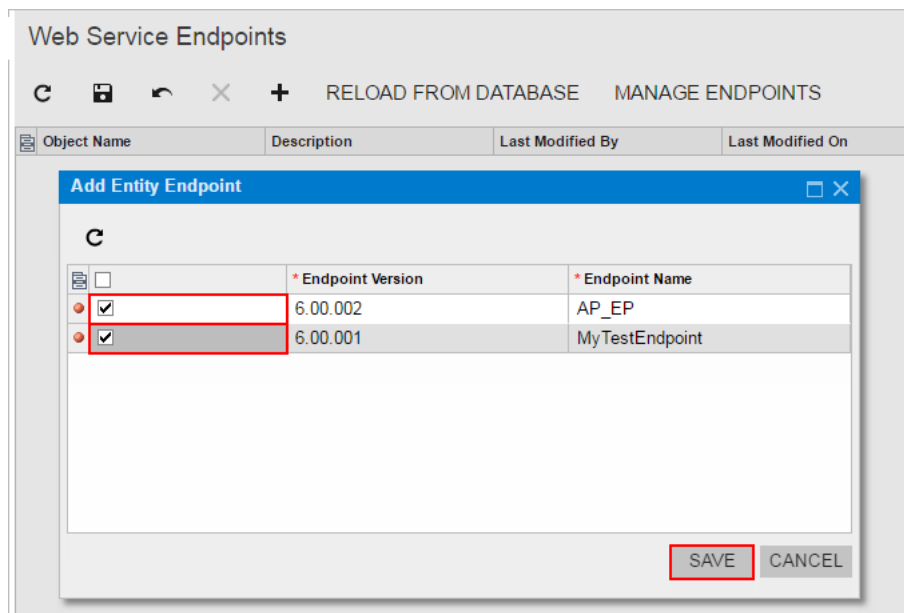 Web Service Endpoints
RELOAD FROM DATABASE MANAGE ENDPOINTS
Object Name Description Last Modified By Last Modified On
Add Entity Endpoint
* Endpoint Version * Endpoint Name
6.00.002 AP_EP
6.00.001 MyTestEndpoint
SAVE CANCEL